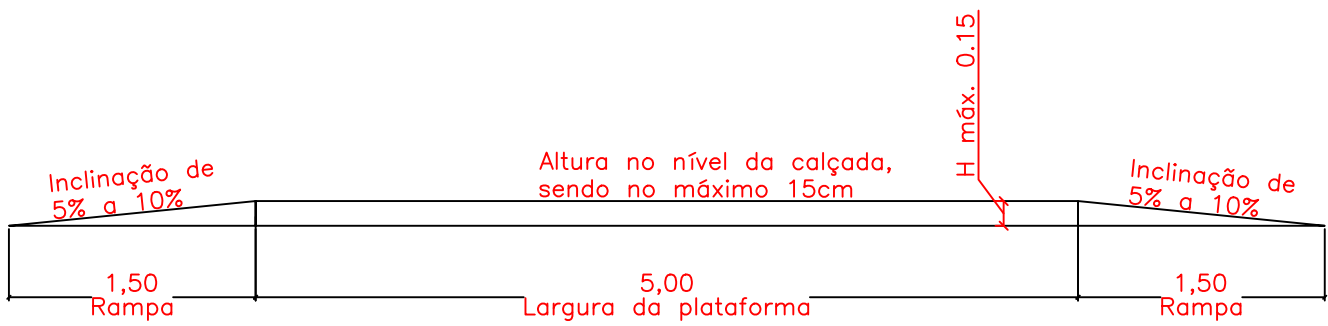 H máx. 0.15
Inclinação de
5% a 10%
Altura no nível da calçada,
sendo no máximo 15cm
Inclinação de
5% a 10%
1,50
Rampa
5,00
Largura da plataforma
1,50
Rampa